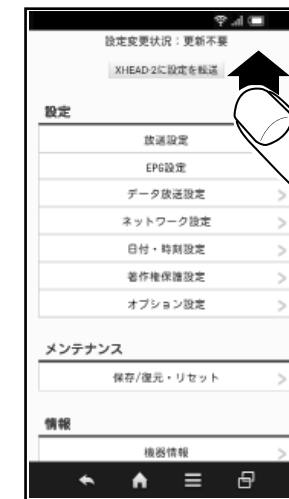 設定変更状況：更新不要
XHEAD-2に設定を転送
設定
放送設定
EPG設定
データ放送設定
ネットワーク設定
日付・時刻設定
著作権保護設定
オプション設定
メンテナンス
保存/復元・リセット
情報
機器情報